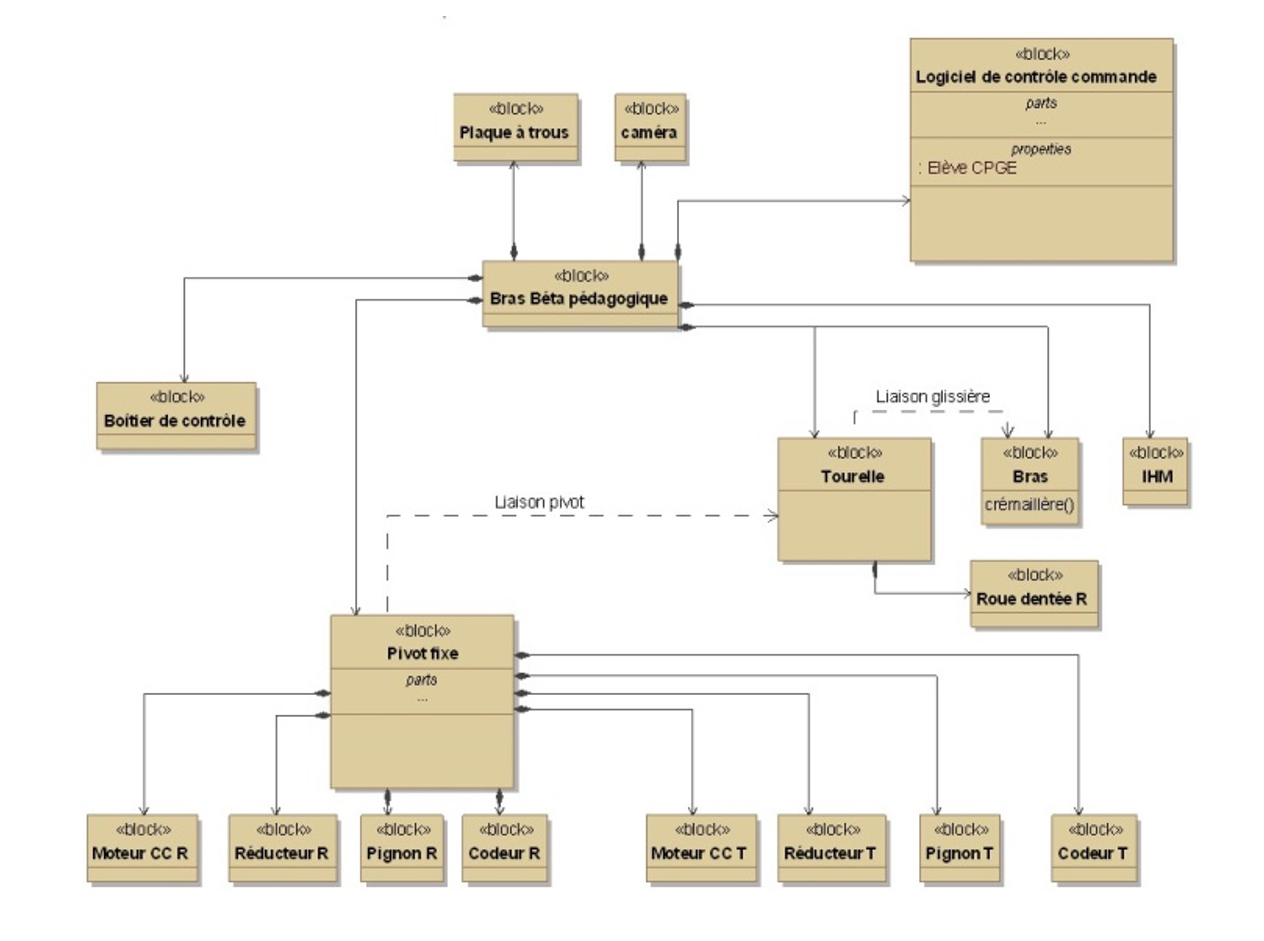 «block»
Logiciel de contrôle commande
parts
...
properties
: Elève CPGE
«block»
Plaque à trous
«block»
caméra
«block»
Bras Béta pédagogique
«block»
Boîtier de contrôle
Liaison glissière
«block»
Tourelle
«block»
Bras
crémaillère()
«block»
IHM
Liaison pivot
«block»
Roue dentée R
«block»
Pivot fixe
parts
...
«block»
Moteur CC R
«block»
Réducteur R
«block»
Pignon R
«block»
Codeur R
«block»
Moteur CC T
«block»
Réducteur T
«block»
Pignon T
«block»
Codeur T